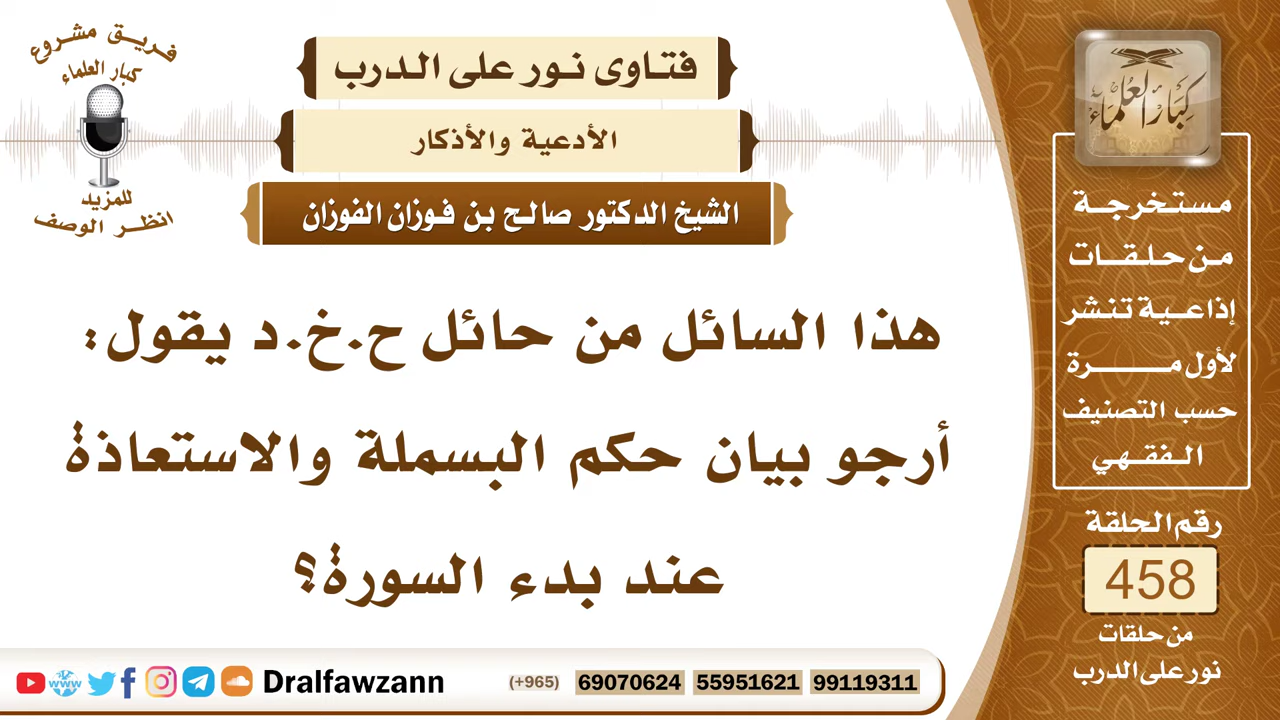 فريق مشروع
كبار العلماء
للمزيد
انظر الوصف
فتاوى نور على الدرب
الأدعية والأذكار
الشيخ الدكتور صالح بن فوزان الفوزان
هذا السائل من حائل ح.خ.د يقول:
أرجو بيان حكم البسملة والاستعاذة
عند بدء السورة؟
كبار العلماء
مستخرجة
من حلقات
إذاعية تنشر
لأول مرة
حسب التصنيف
الفقهي
رقم الحلقة
458
من حلقات
نور على الدرب
www
Dralfawzann
(+965) 69070624 55951621 99119311